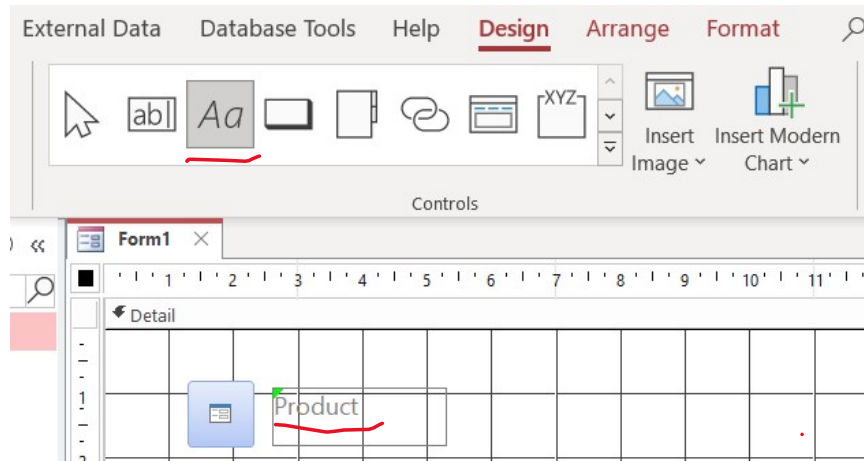 External Data Database Tools Help Design Arrange Format
ab Aa XYZ
Insert Image Insert Modern Chart
Controls
Form1
1 2 3 4 5 6 7 8 9 10 11
Detail
1
Product